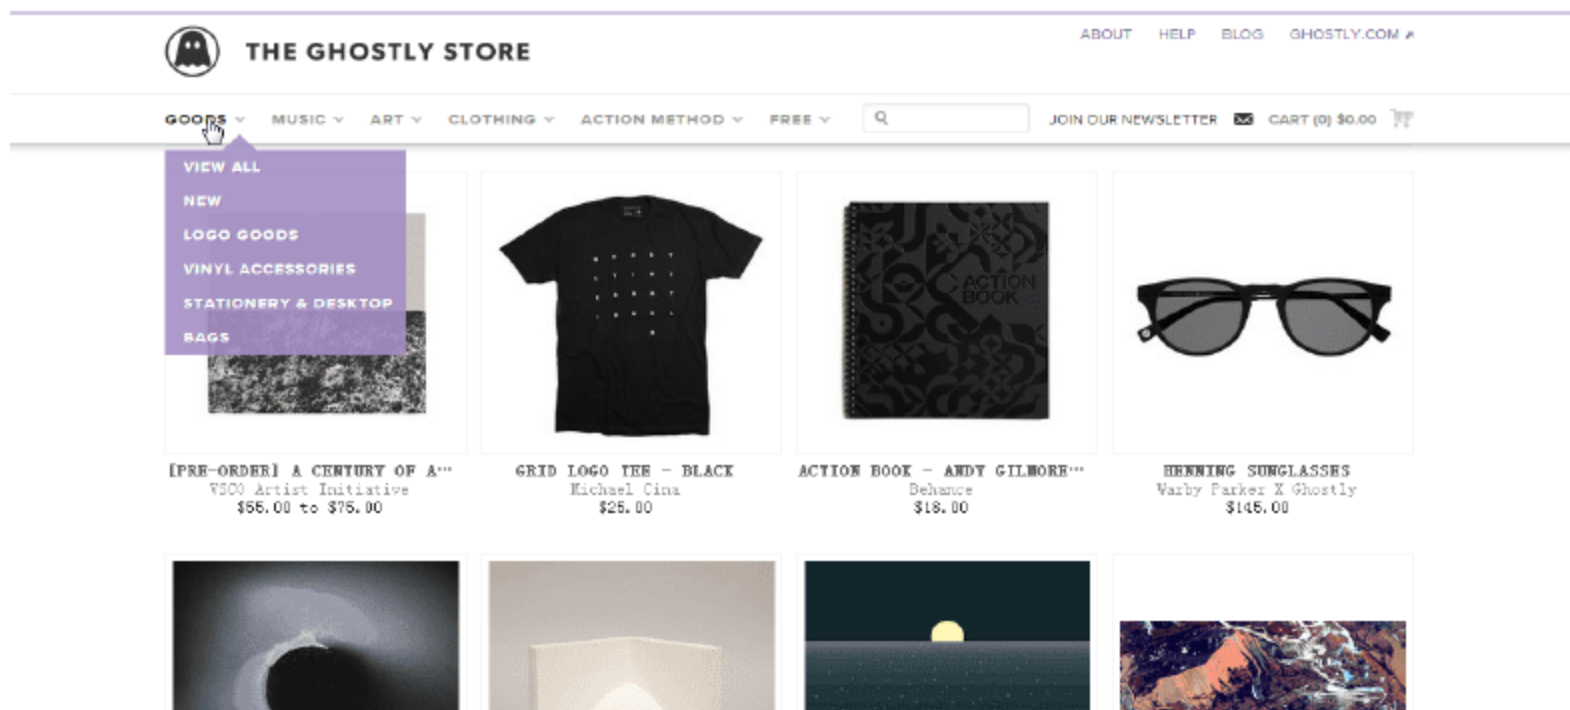 ABOUT HELP BLOG GHOSTLY.COM
THE GHOSTLY STORE
GOODS MUSIC ART CLOTHING ACTION METHOD FREE JOIN OUR NEWSLETTER CART (0) $0.00
VIEW ALL
NEW
LOGO GOODS
VINYL ACCESSORIES
STATIONERY & DESKTOP
BAGS
ACTION
BOOK
[PRE-ORDER] A CENTURY OF A...
VSCO Artist Initiative
$55.00 to $75.00
GRID LOGO TEE - BLACK
Michael Cina
$25.00
ACTION BOOK - ANDY GILMORE...
Behance
$18.00
HENNING SUNGLASSES
Warby Parker X Ghostly
$145.00